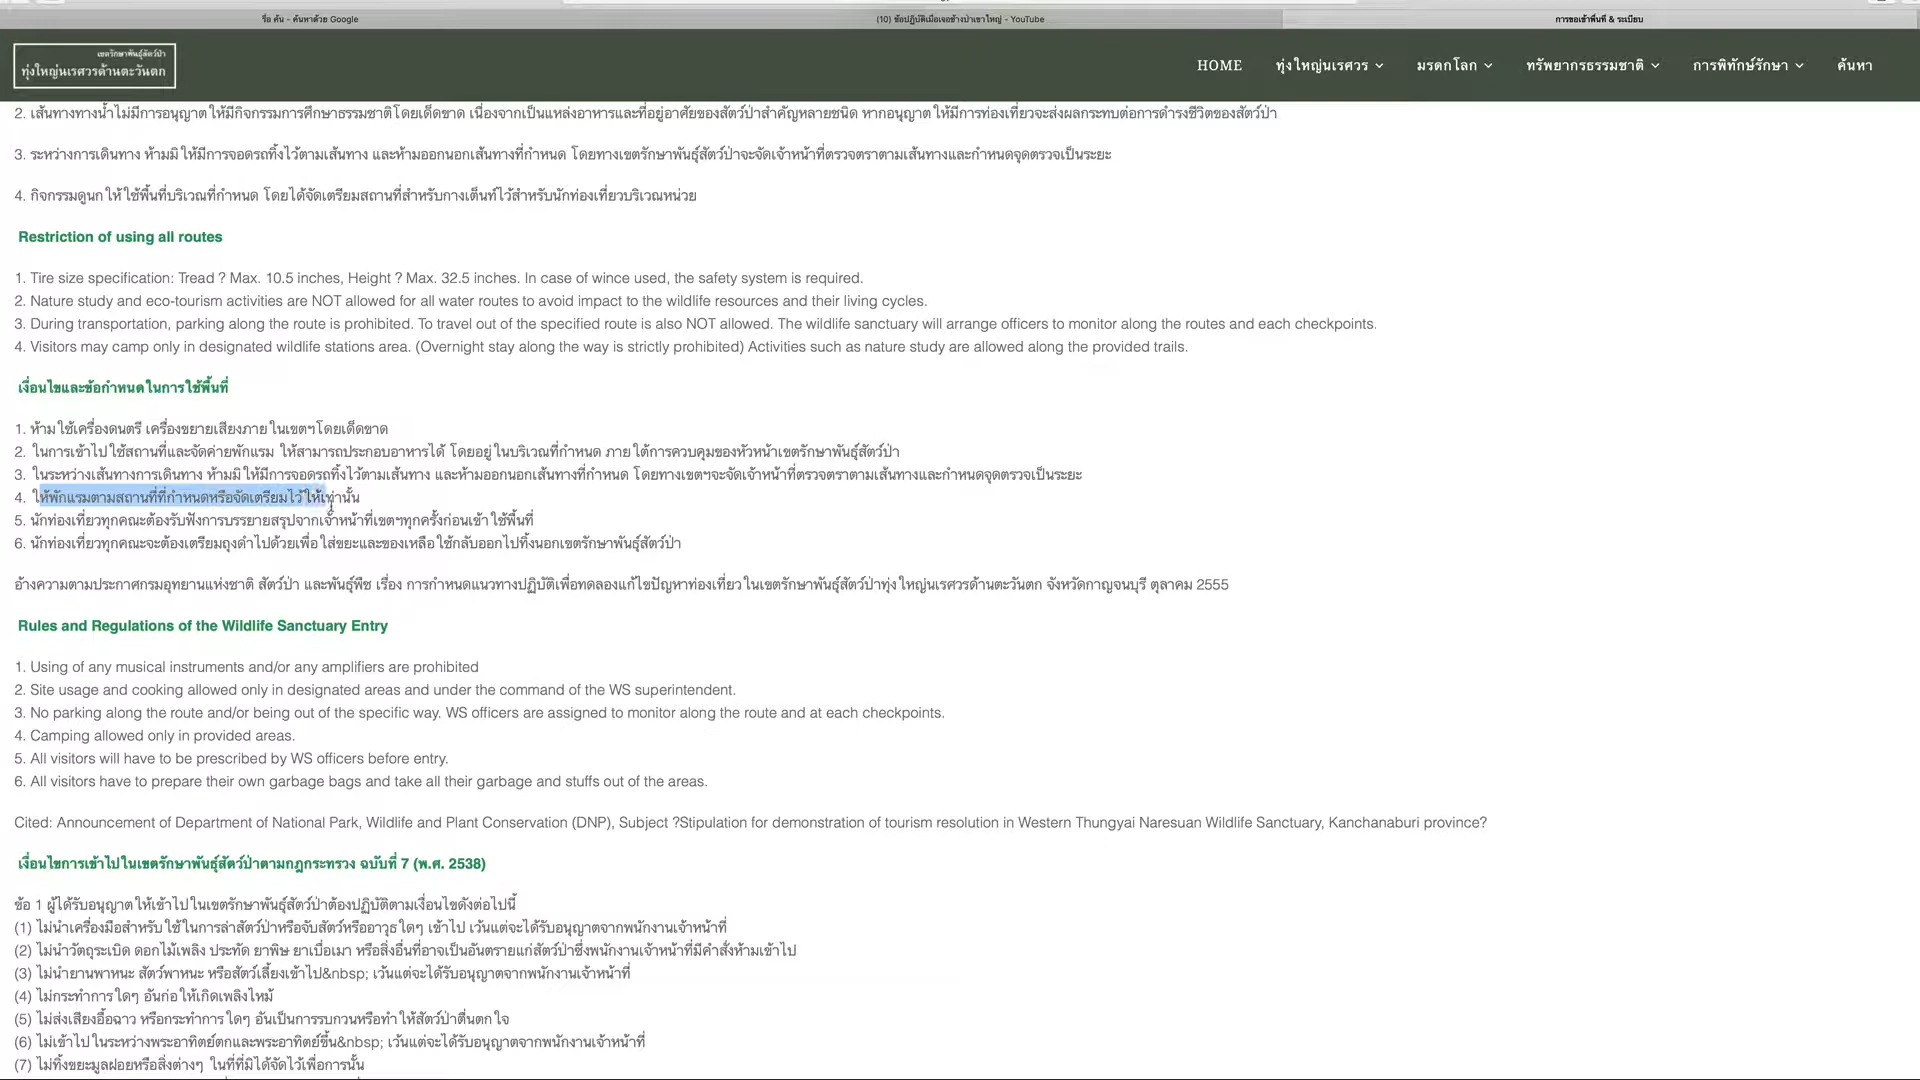 รื่อ ค้น - ค้นหาด้วย Google
(10) ข้อปฏิบัติเมื่อเจอช้างป่าเขาใหญ่ - YouTube
การขอเข้าพื้นที่ & ระเบียบ
เขตรักษาพันธุ์สัตว์ป่า
ทุ่งใหญ่นเรศวรด้านตะวันตก
HOME
ทุ่งใหญ่นเรศวร
มรดกโลก
ทรัพยากรธรรมชาติ
การพิทักษ์รักษา
ค้นหา
2. เส้นทางทางน้ำไม่มีการอนุญาตให้มีกิจกรรมการศึกษาธรรมชาติโดยเด็ดขาด เนื่องจากเป็นแหล่งอาหารและที่อยู่อาศัยของสัตว์ป่าสำคัญหลายชนิด หากอนุญาตให้มีการท่องเที่ยวจะส่งผลกระทบต่อการดำรงชีวิตของสัตว์ป่า
3. ระหว่างการเดินทาง ห้ามมิให้มีการจอดรถทิ้งไว้ตามเส้นทาง และห้ามออกนอกเส้นทางที่กำหนด โดยทางเขตรักษาพันธุ์สัตว์ป่าจะจัดเจ้าหน้าที่ตรวจตราตามเส้นทางและกำหนดจุดตรวจเป็นระยะ
4. กิจกรรมดูนกให้ใช้พื้นที่บริเวณที่กำหนด โดยได้จัดเตรียมสถานที่สำหรับกางเต็นท์ไว้สำหรับนักท่องเที่ยวบริเวณหน่วย
Restriction of using all routes
1. Tire size specification: Tread ? Max. 10.5 inches, Height ? Max. 32.5 inches. In case of wince used, the safety system is required.
2. Nature study and eco-tourism activities are NOT allowed for all water routes to avoid impact to the wildlife resources and their living cycles.
3. During transportation, parking along the route is prohibited. To travel out of the specified route is also NOT allowed. The wildlife sanctuary will arrange officers to monitor along the routes and each checkpoints.
4. Visitors may camp only in designated wildlife stations area. (Overnight stay along the way is strictly prohibited) Activities such as nature study are allowed along the provided trails.
เงื่อนไขและข้อกำหนดในการใช้พื้นที่
1. ห้ามใช้เครื่องดนตรี เครื่องขยายเสียงภายในเขตฯโดยเด็ดขาด
2. ในการเข้าไปใช้สถานที่และจัดค่ายพักแรม ให้สามารถประกอบอาหารได้ โดยอยู่ในบริเวณที่กำหนด ภายใต้การควบคุมของหัวหน้าเขตรักษาพันธุ์สัตว์ป่า
3. ในระหว่างเส้นทางการเดินทาง ห้ามมิให้มีการจอดรถทิ้งไว้ตามเส้นทาง และห้ามออกนอกเส้นทางที่กำหนด โดยทางเขตฯจะจัดเจ้าหน้าที่ตรวจตราตามเส้นทางและกำหนดจุดตรวจเป็นระยะ
4. ให้พักแรมตามสถานที่ที่กำหนดหรือจัดเตรียมไว้ให้เท่านั้น
5. นักท่องเที่ยวทุกคณะต้องรับฟังการบรรยายสรุปจากเจ้าหน้าที่เขตฯทุกครั้งก่อนเข้าใช้พื้นที่
6. นักท่องเที่ยวทุกคณะจะต้องเตรียมถุงดำไปด้วยเพื่อใส่ขยะและของเหลือใช้กลับออกไปทิ้งนอกเขตรักษาพันธุ์สัตว์ป่า
อ้างความตามประกาศกรมอุทยานแห่งชาติ สัตว์ป่า และพันธุ์พืช เรื่อง การกำหนดแนวทางปฏิบัติเพื่อทดลองแก้ไขปัญหาท่องเที่ยวในเขตรักษาพันธุ์สัตว์ป่าทุ่งใหญ่นเรศวรด้านตะวันตก จังหวัดกาญจนบุรี ตุลาคม 2555
Rules and Regulations of the Wildlife Sanctuary Entry
1. Using of any musical instruments and/or any amplifiers are prohibited
2. Site usage and cooking allowed only in designated areas and under the command of the WS superintendent.
3. No parking along the route and/or being out of the specific way. WS officers are assigned to monitor along the route and at each checkpoints.
4. Camping allowed only in provided areas.
5. All visitors will have to be prescribed by WS officers before entry.
6. All visitors have to prepare their own garbage bags and take all their garbage and stuffs out of the areas.
Cited: Announcement of Department of National Park, Wildlife and Plant Conservation (DNP), Subject ?Stipulation for demonstration of tourism resolution in Western Thungyai Naresuan Wildlife Sanctuary, Kanchanaburi province?
เงื่อนไขการเข้าไปในเขตรักษาพันธุ์สัตว์ป่าตามกฎกระทรวง ฉบับที่ 7 (พ.ศ. 2538)
ข้อ 1 ผู้ได้รับอนุญาตให้เข้าไปในเขตรักษาพันธุ์สัตว์ป่าต้องปฏิบัติตามเงื่อนไขดังต่อไปนี้
(1) ไม่นำเครื่องมือสำหรับใช้ในการล่าสัตว์ป่าหรือจับสัตว์หรืออาวุธใดๆ เข้าไป เว้นแต่จะได้รับอนุญาตจากพนักงานเจ้าหน้าที่
(2) ไม่นำวัตถุระเบิด ดอกไม้เพลิง ประทัด ยาพิษ ยาเบื่อเมา หรือสิ่งอื่นที่อาจเป็นอันตรายแก่สัตว์ป่าซึ่งพนักงานเจ้าหน้าที่มีคำสั่งห้ามเข้าไป
(3) ไม่นำยานพาหนะ สัตว์พาหนะ หรือสัตว์เลี้ยงเข้าไป&nbsp; เว้นแต่จะได้รับอนุญาตจากพนักงานเจ้าหน้าที่
(4) ไม่กระทำการใดๆ อันก่อให้เกิดเพลิงไหม้
(5) ไม่ส่งเสียงอื้อฉาว หรือกระทำการใดๆ อันเป็นการรบกวนหรือทำให้สัตว์ป่าตื่นตกใจ
(6) ไม่เข้าไปในระหว่างพระอาทิตย์ตกและพระอาทิตย์ขึ้น&nbsp; เว้นแต่จะได้รับอนุญาตจากพนักงานเจ้าหน้าที่
(7) ไม่ทิ้งขยะมูลฝอยหรือสิ่งต่างๆ ในที่ที่มิได้จัดไว้เพื่อการนั้น